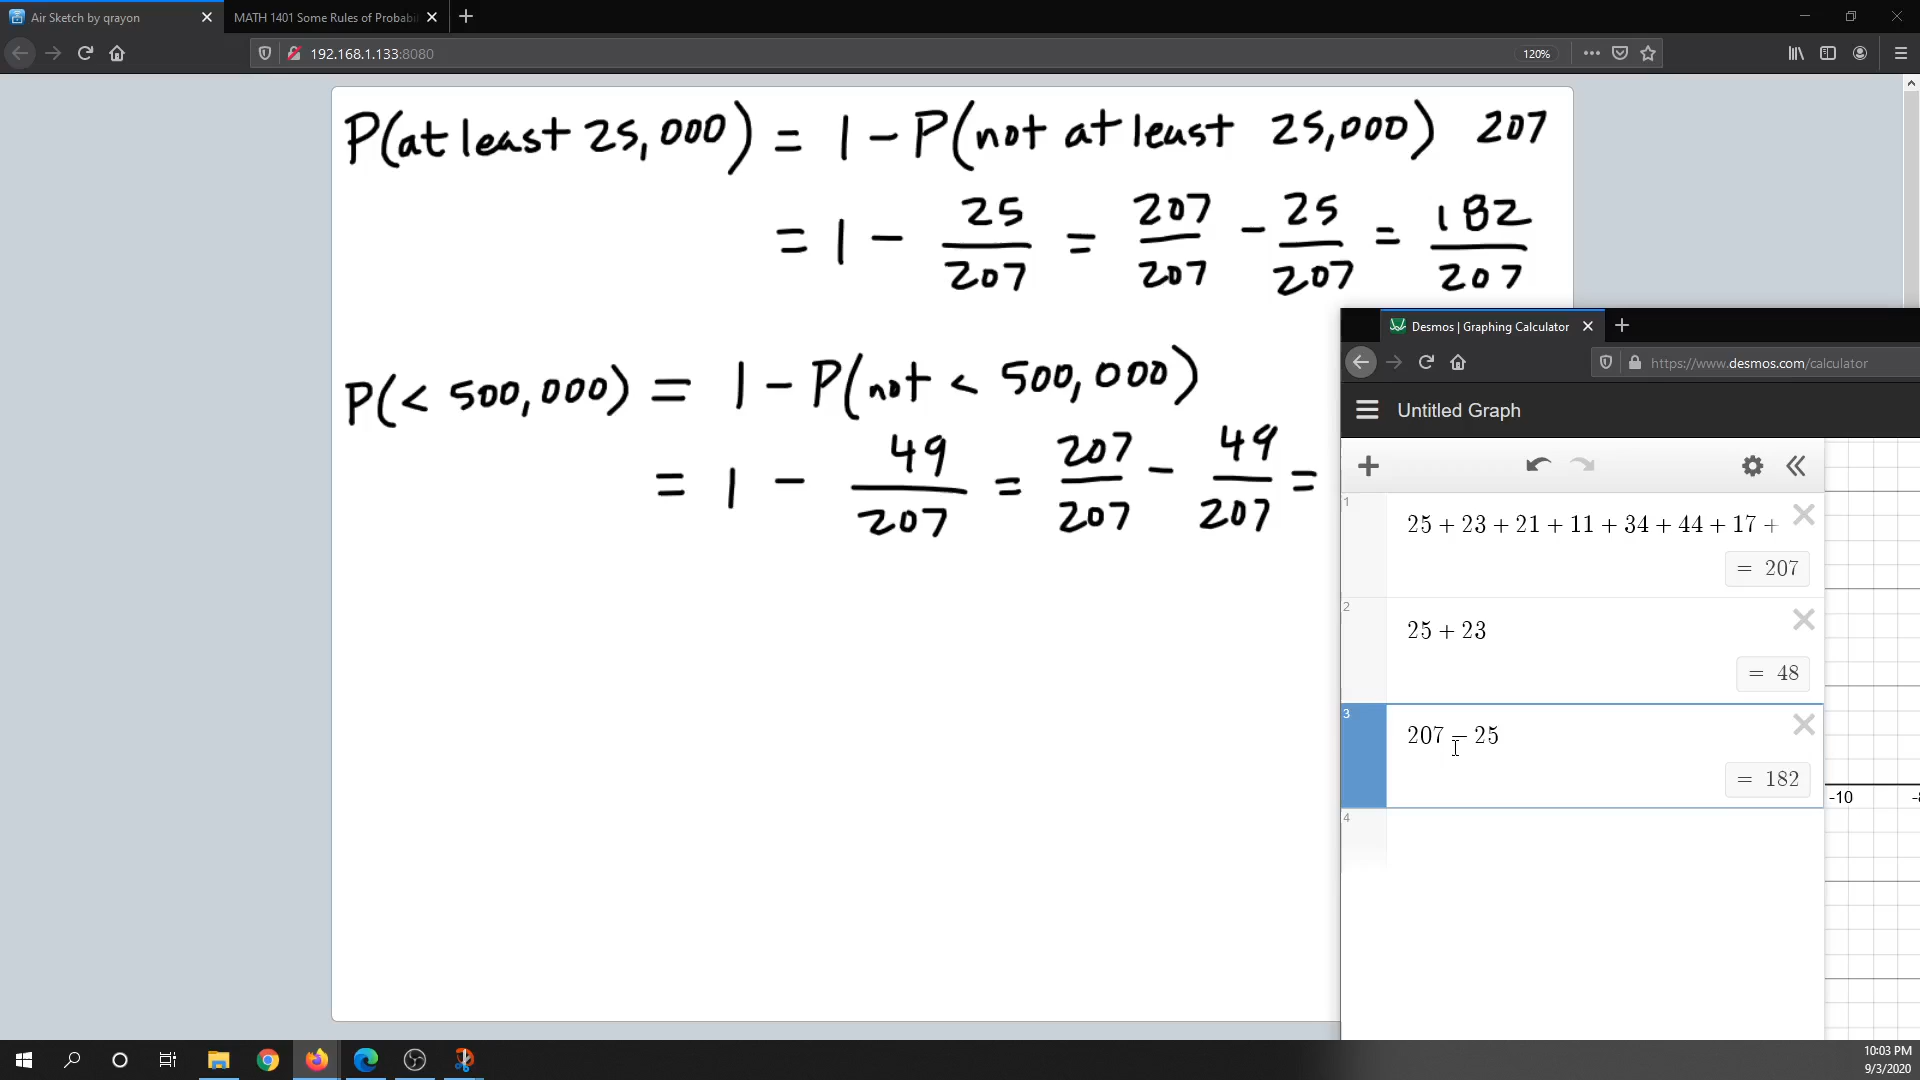 Air Sketch by qrayon
MATH 1401 Some Rules of Probabi
192.168.1.133:8080
120%
P(at least 25,000) = 1 - P(not at least 25,000) 207
= 1 - 25/207 = 207/207 - 25/207 = 182/207
P(< 500,000) = 1 - P(not < 500,000)
= 1 - 49/207 = 207/207 - 49/207 =
Desmos | Graphing Calculator
https://www.desmos.com/calculator
Untitled Graph
1
25 + 23 + 21 + 11 + 34 + 44 + 17 +
= 207
2
25 + 23
= 48
3
207 - 25
= 182
4
-10
10:03 PM
9/3/2020